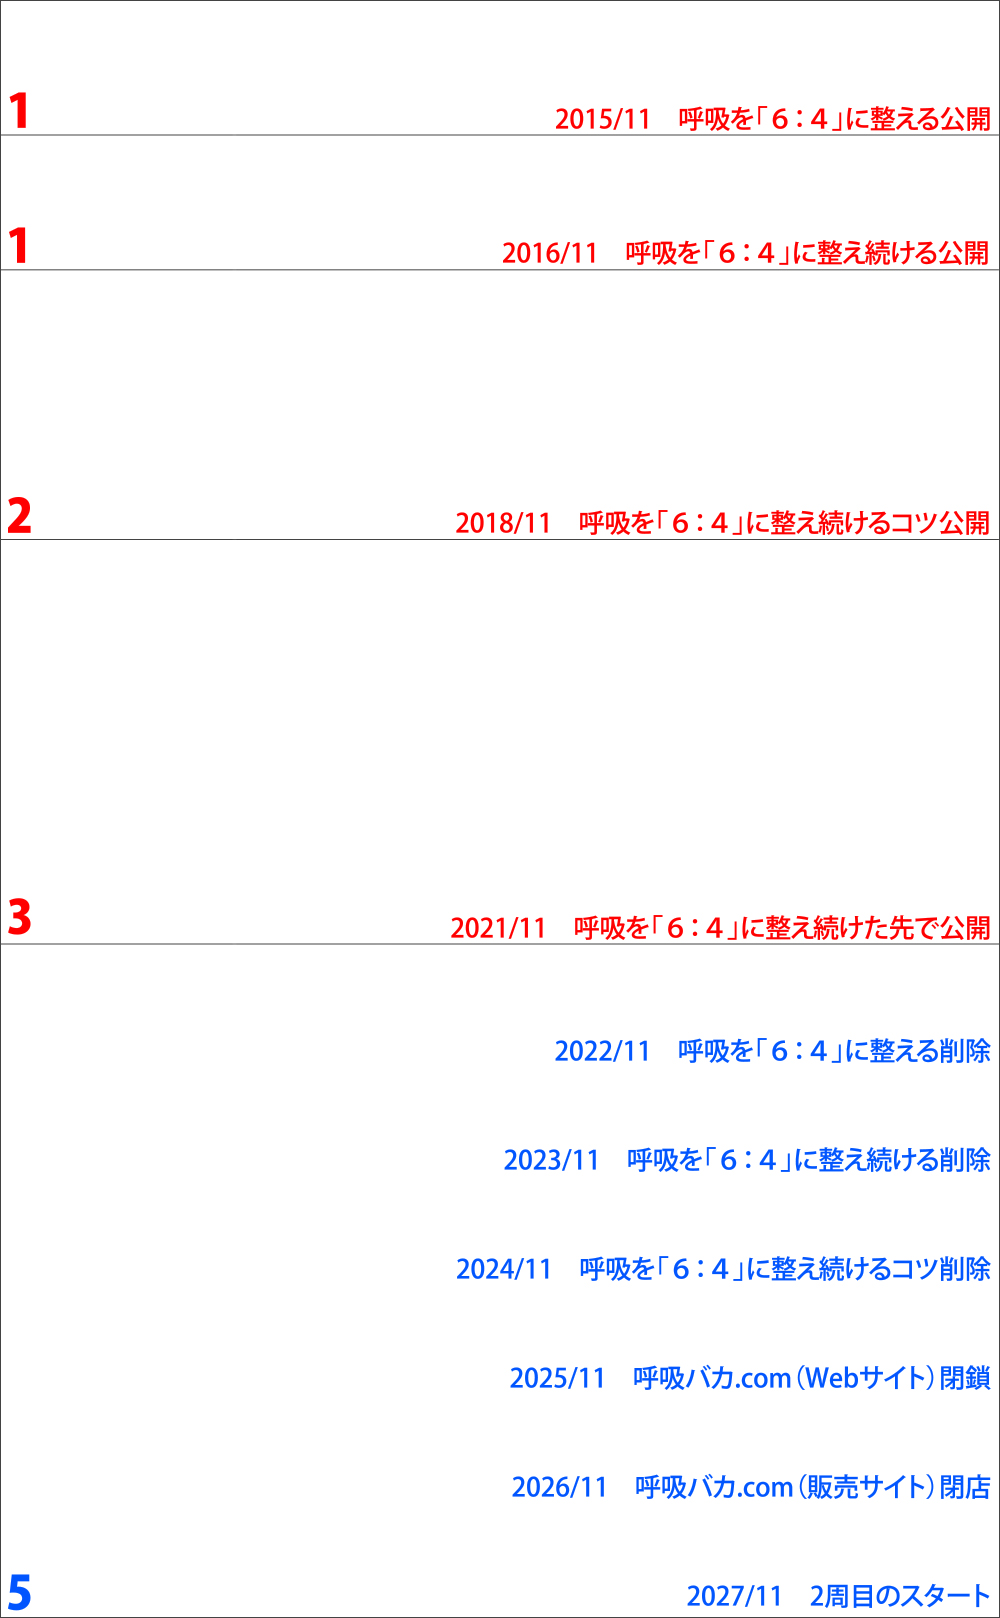 1
2015/11　呼吸を「６：４」に整える公開
1
2016/11　呼吸を「６：４」に整え続ける公開
2
2018/11　呼吸を「６：４」に整え続けるコツ公開
3
2021/11　呼吸を「６：４」に整え続けた先で公開
2022/11　呼吸を「６：４」に整える削除
2023/11　呼吸を「６：４」に整え続ける削除
2024/11　呼吸を「６：４」に整え続けるコツ削除
2025/11　呼吸バカ.com（Webサイト）閉鎖
2026/11　呼吸バカ.com（販売サイト）閉店
5
2027/11　2周目のスタート